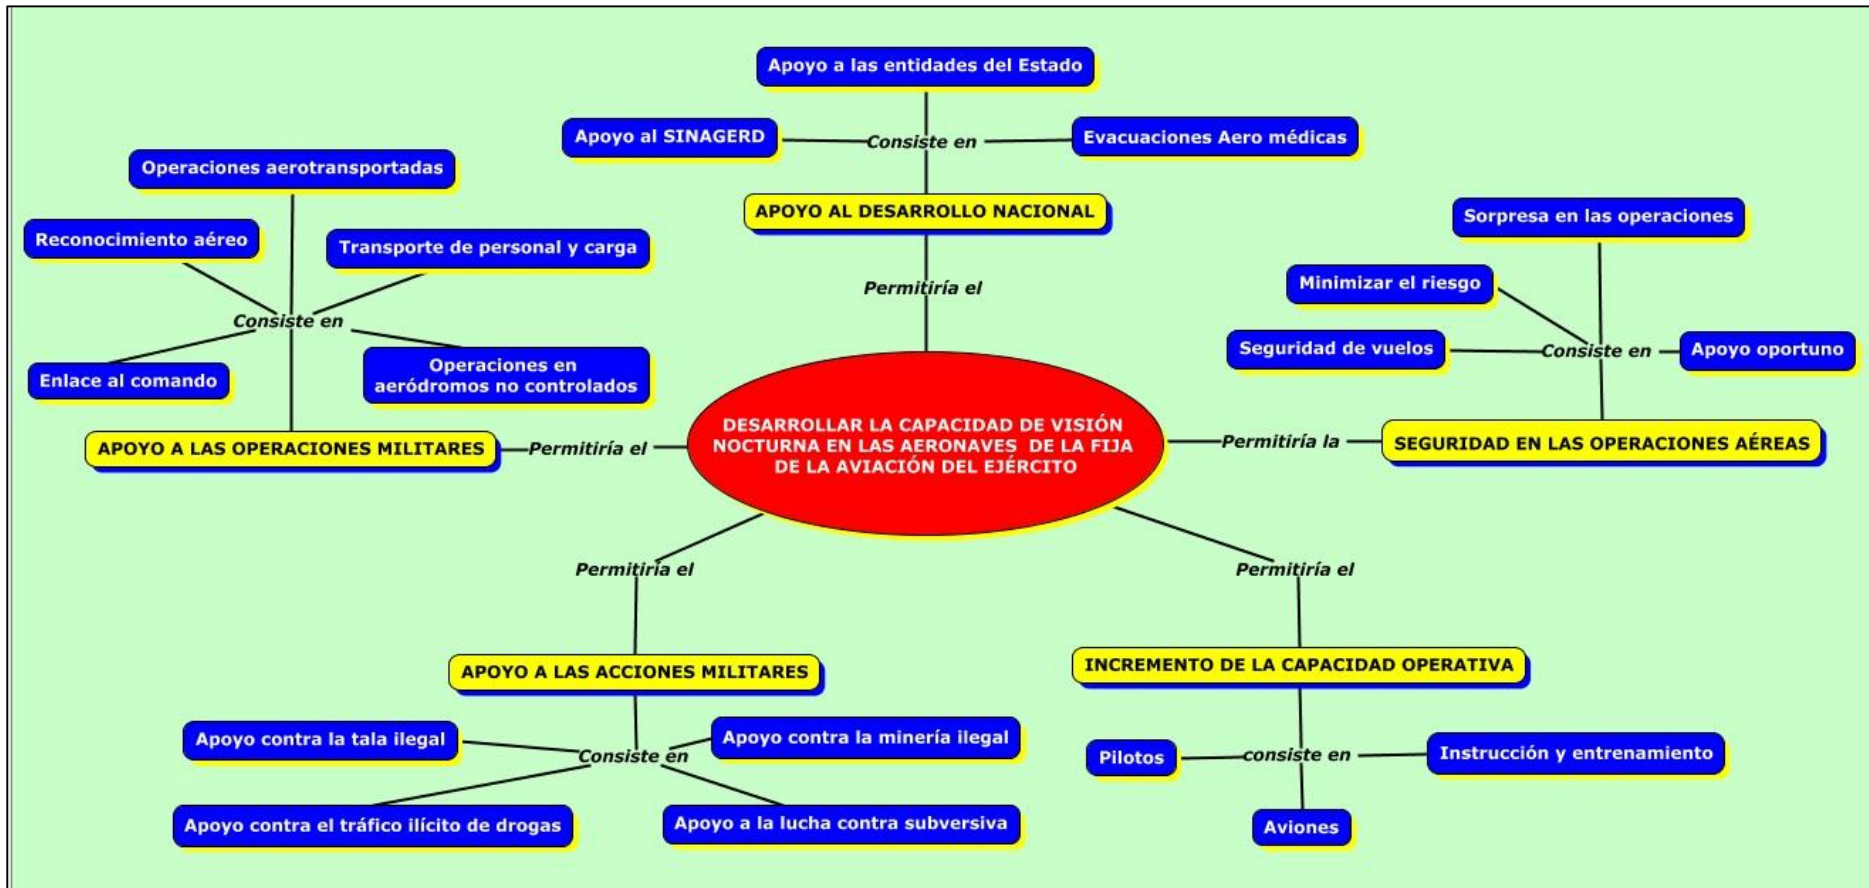 Apoyo a las entidades del Estado
Apoyo al SINAGERD
Consiste en
Evacuaciones Aero médicas
APOYO AL DESARROLLO NACIONAL
Permitiría el
Operaciones aerotransportadas
Reconocimiento aéreo
Transporte de personal y carga
Consiste en
Enlace al comando
Operaciones en
aeródromos no controlados
APOYO A LAS OPERACIONES MILITARES
Permitiría el
DESARROLLAR LA CAPACIDAD DE VISIÓN
NOCTURNA EN LAS AERONAVES DE LA FIJA
DE LA AVIACIÓN DEL EJÉRCITO
Sorpresa en las operaciones
Minimizar el riesgo
Seguridad de vuelos
Consiste en
Apoyo oportuno
Permitiría la
SEGURIDAD EN LAS OPERACIONES AÉREAS
Permitiría el
APOYO A LAS ACCIONES MILITARES
Apoyo contra la tala ilegal
Apoyo contra la minería ilegal
Consiste en
Apoyo contra el tráfico ilícito de drogas
Apoyo a la lucha contra subversiva
Permitiría el
INCREMENTO DE LA CAPACIDAD OPERATIVA
Pilotos
consiste en
Instrucción y entrenamiento
Aviones